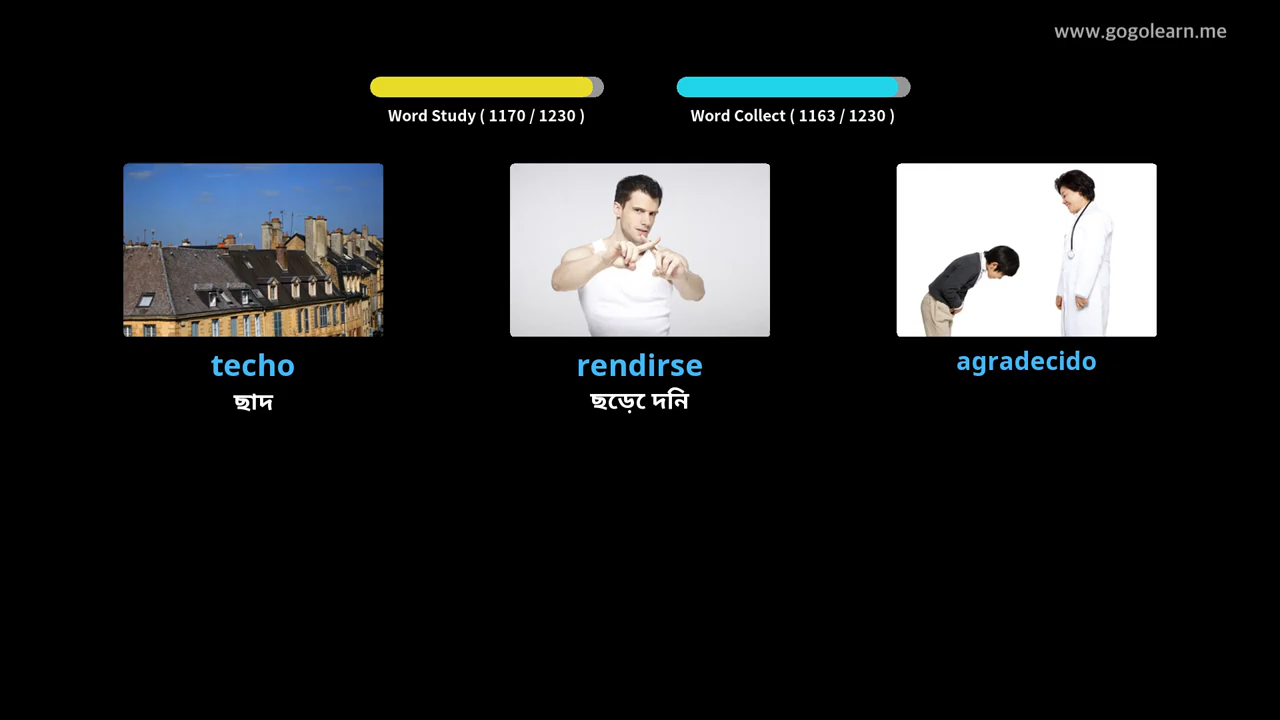 www.gogolearn.me
Word Study ( 1170 / 1230 )
Word Collect ( 1163 / 1230 )
techo
rendirse
agradecido
ছাদ
ছেড়ে দিন